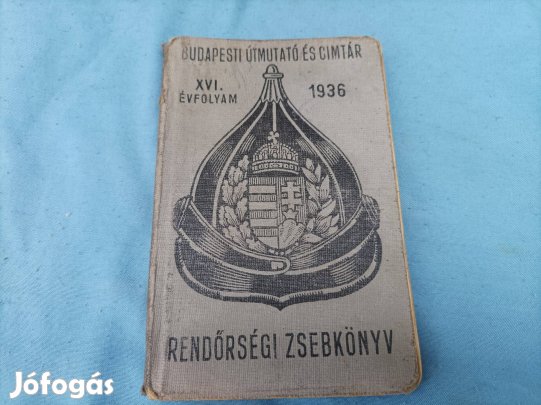 BUDAPESTI ÚTMUTATÓ ÉS CIMTÁR
XVI.
ÉVFOLYAM
1936
RENDŐRSÉGI ZSEBKÖNYV
Jófogás